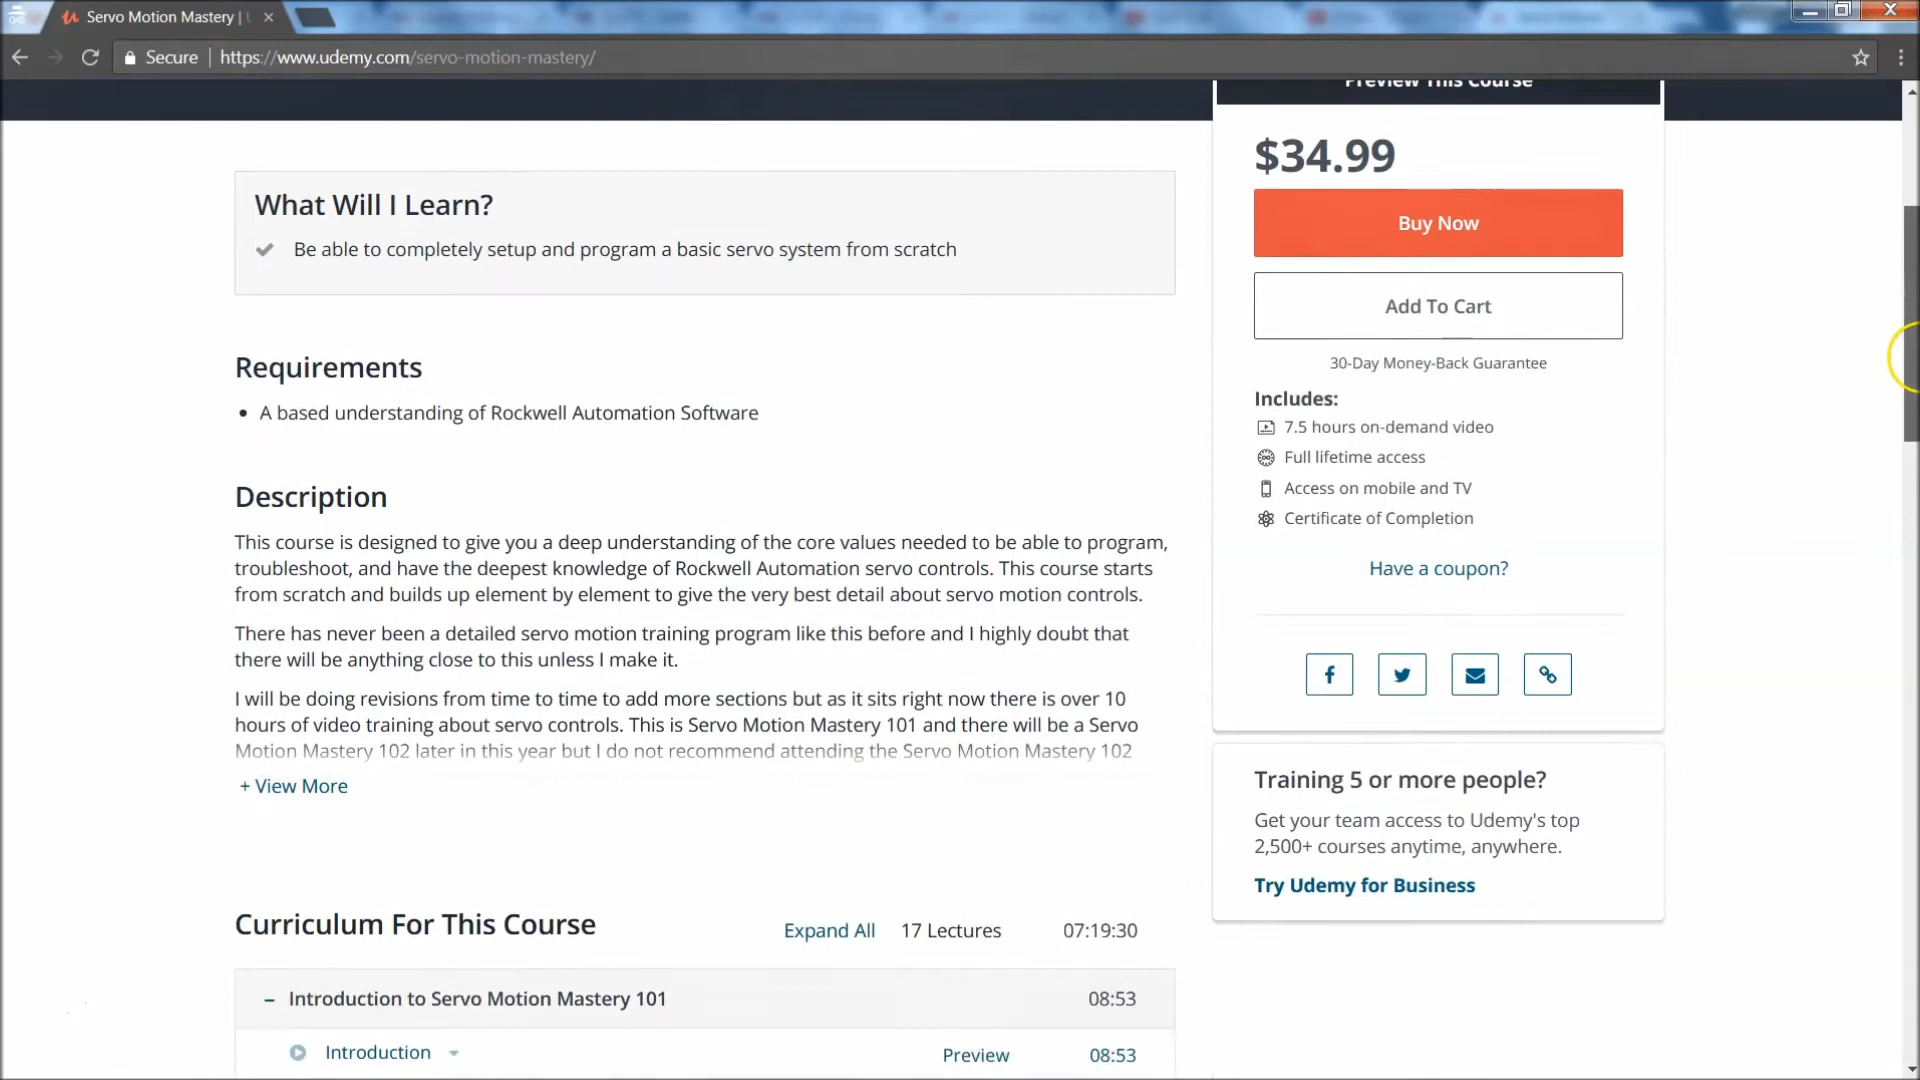 Servo Motion Mastery |
Secure
https://www.udemy.com/servo-motion-mastery/
Preview This Course
$34.99
Buy Now
Add To Cart
30-Day Money-Back Guarantee
Includes:
7.5 hours on-demand video
Full lifetime access
Access on mobile and TV
Certificate of Completion
Have a coupon?
Training 5 or more people?
Get your team access to Udemy's top
2,500+ courses anytime, anywhere.
Try Udemy for Business
What Will I Learn?
Be able to completely setup and program a basic servo system from scratch
Requirements
• A based understanding of Rockwell Automation Software
Description
This course is designed to give you a deep understanding of the core values needed to be able to program,
troubleshoot, and have the deepest knowledge of Rockwell Automation servo controls. This course starts
from scratch and builds up element by element to give the very best detail about servo motion controls.
There has never been a detailed servo motion training program like this before and I highly doubt that
there will be anything close to this unless I make it.
I will be doing revisions from time to time to add more sections but as it sits right now there is over 10
hours of video training about servo controls. This is Servo Motion Mastery 101 and there will be a Servo
Motion Mastery 102 later in this year but I do not recommend attending the Servo Motion Mastery 102
+ View More
Curriculum For This Course
Expand All 17 Lectures 07:19:30
– Introduction to Servo Motion Mastery 101 08:53
Introduction Preview 08:53